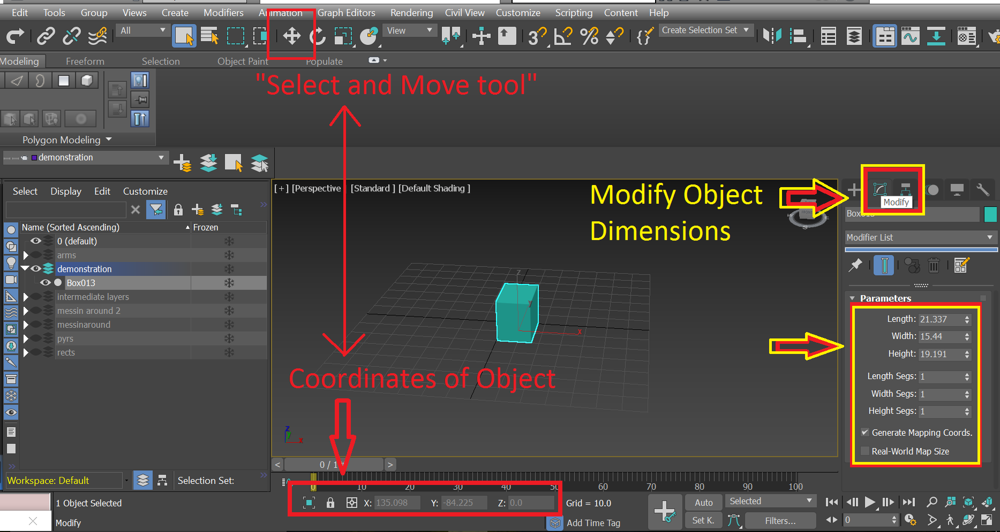 Edit Tools Group Views Create Modifiers Animation Graph Editors Rendering Civil View Customize Scripting Content Help
All View 3 Create Selection Set
Modeling Freeform Selection Object Paint Populate
"Select and Move tool"
Polygon Modeling
demonstration
Select Display Edit Customize
[+] [Perspective ] [Standard ] [Default Shading ]
Modify Object
Dimensions
Modify
Box013
Modifier List
Name (Sorted Ascending) Frozen
0 (default)
arms
demonstration
Box013
intermediate layers
messin around 2
messinaround
pyrs
rects
FRONT
W E S
z y x
Parameters
Length: 21.337
Width: 15.44
Height: 19.191
Length Segs: 1
Width Segs: 1
Height Segs: 1
Generate Mapping Coords.
Real-World Map Size
Coordinates of Object
z y x
< 0 / 1 >
Workspace: Default Selection Set:
0 10 20 30 40 50 60 70 80 90 100
1 Object Selected X: 135.098 Y: -84.225 Z: 0.0 Grid = 10.0 Auto Selected
Modify Add Time Tag Set K. Filters... 0